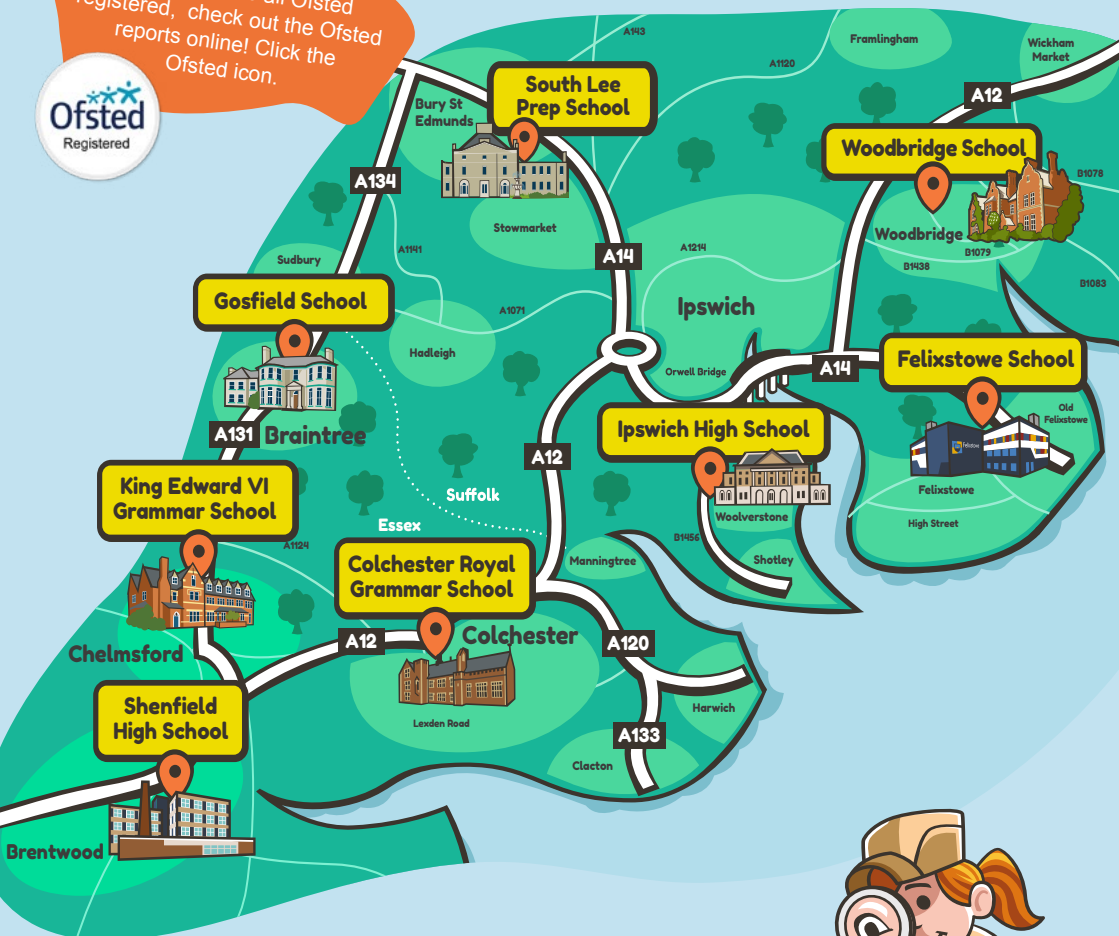 all Ofsted
registered, check out the Ofsted
reports online! Click the
Ofsted icon.
Ofsted
Registered
A143
Framlingham
Wickham
Market
A1120
South Lee
Prep School
Bury St
Edmunds
A12
Woodbridge School
A134
B1078
Stowmarket
Woodbridge
A1141
A14
A1214
B1079
B1438
B1083
Sudbury
Gosfield School
Ipswich
A1071
Hadleigh
Orwell Bridge
A14
Felixstowe School
Old
Felixstowe
A131
Braintree
Ipswich High School
A12
Felixstowe
King Edward VI
Grammar School
Suffolk
Felixstowe
Essex
Woolverstone
High Street
A1124
B1456
Manningtree
Shotley
Colchester Royal
Grammar School
A12
Colchester
A120
Chelmsford
Shenfield
High School
Lexden Road
Harwich
A133
Clacton
Brentwood